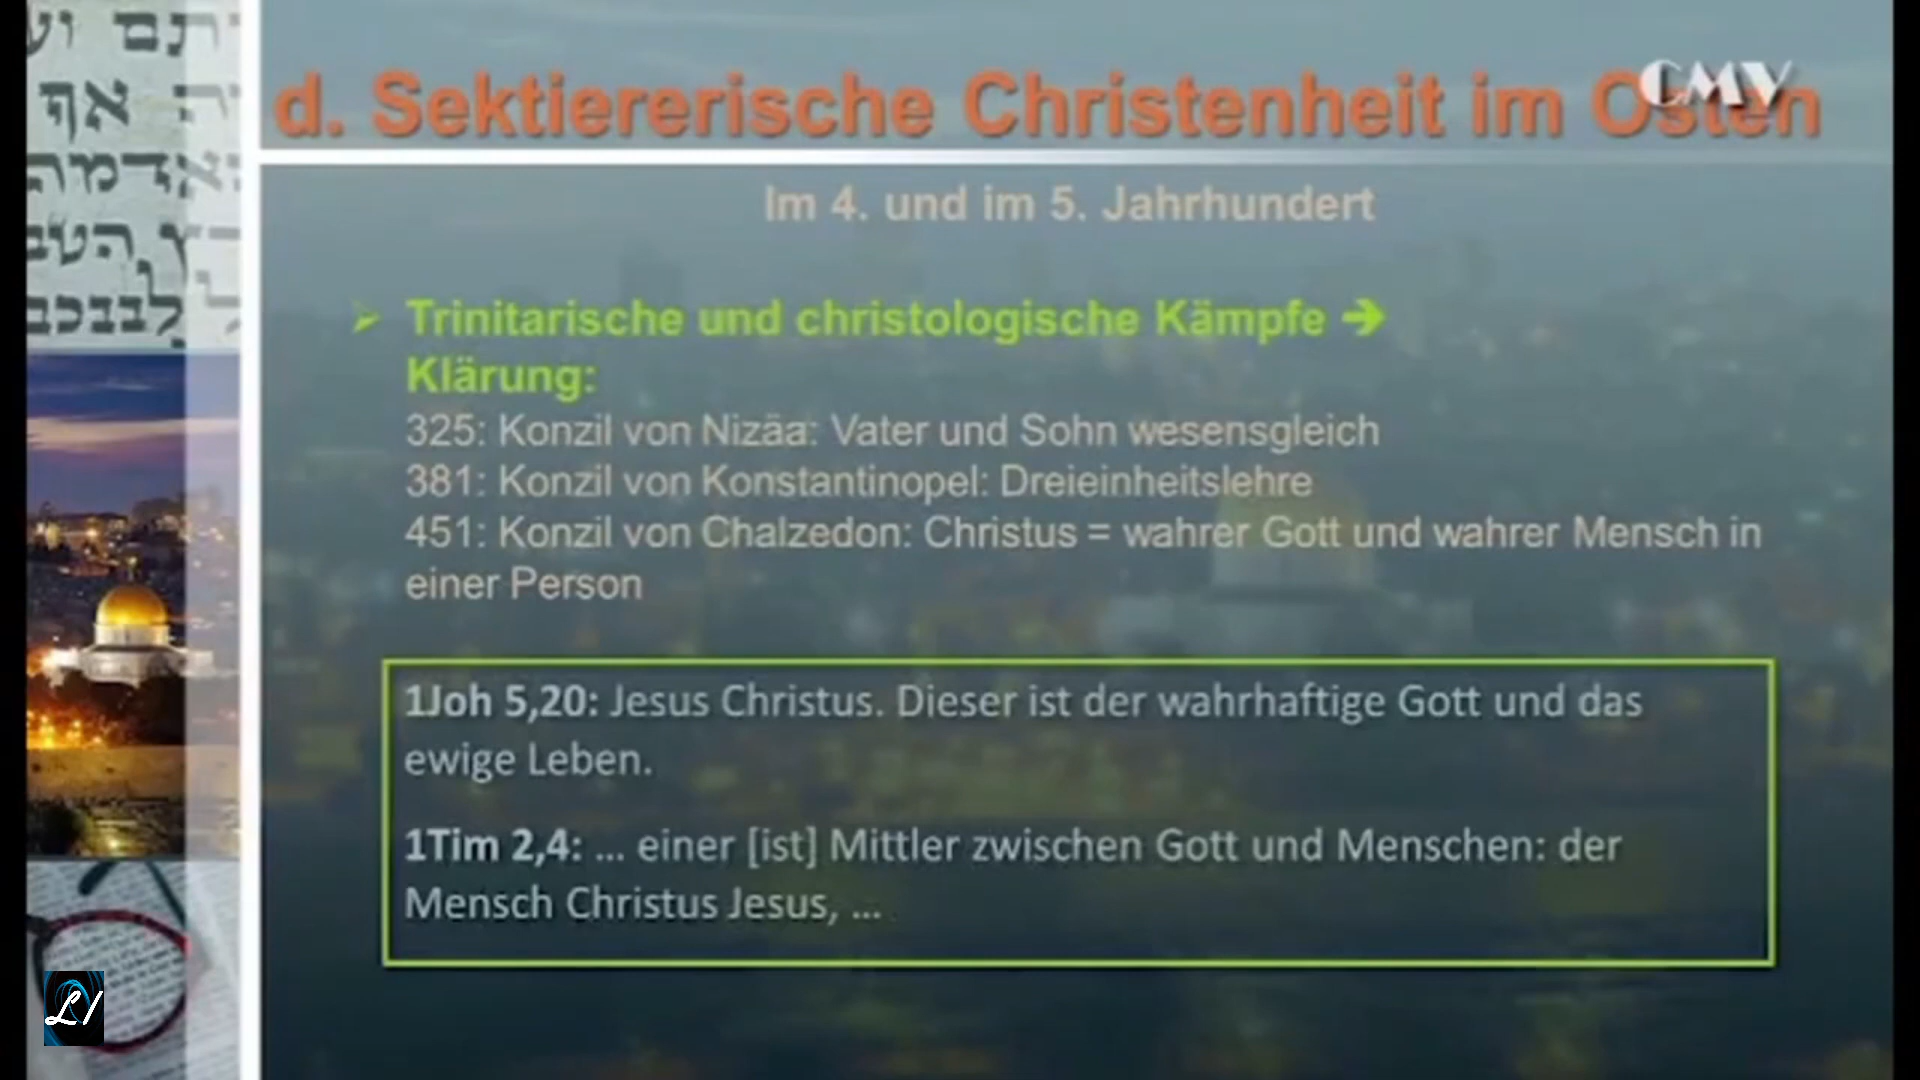 d. Sektiererische Christenheit im Osten
CMV
Im 4. und im 5. Jahrhundert
➢ Trinitarische und christologische Kämpfe ➔
Klärung:
325: Konzil von Nizäa: Vater und Sohn wesensgleich
381: Konzil von Konstantinopel: Dreieinheitslehre
451: Konzil von Chalzedon: Christus = wahrer Gott und wahrer Mensch in
einer Person
1Joh 5,20: Jesus Christus. Dieser ist der wahrhaftige Gott und das
ewige Leben.
1Tim 2,4: ... einer [ist] Mittler zwischen Gott und Menschen: der
Mensch Christus Jesus, ...